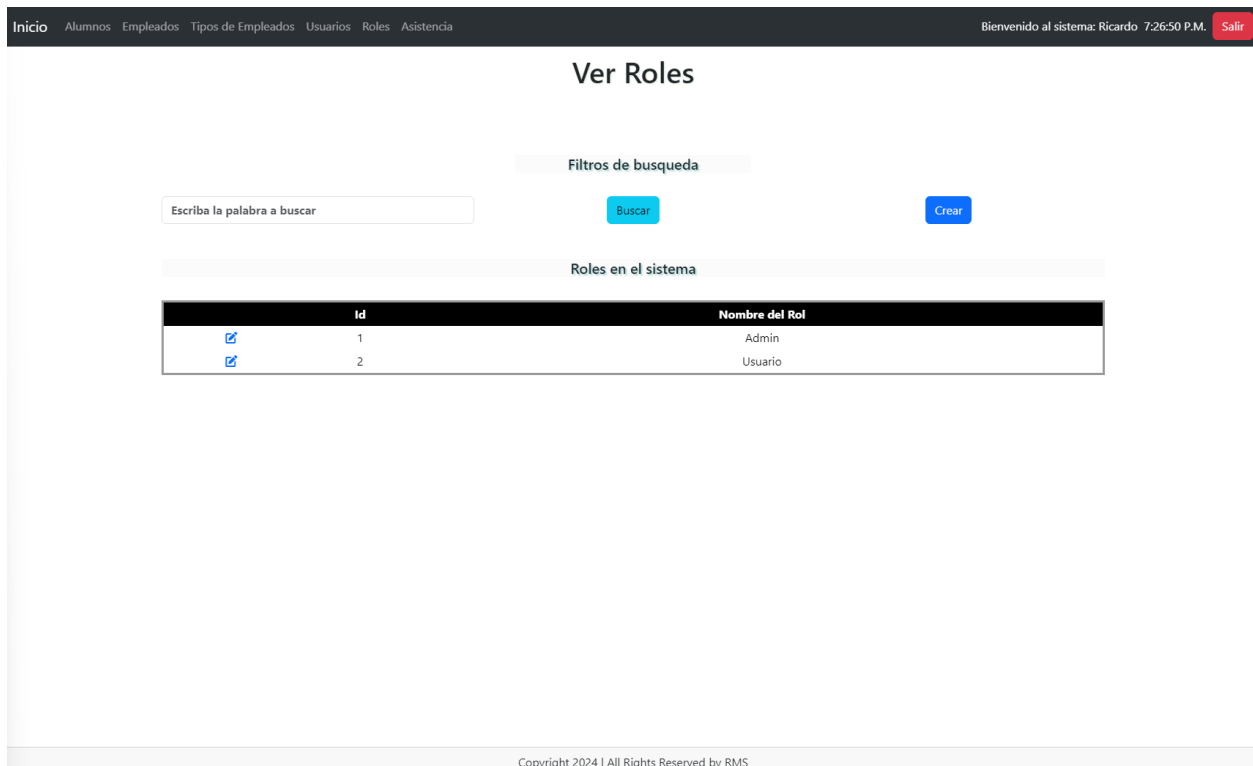 Inicio Alumnos Empleados Tipos de Empleados Usuarios Roles Asistencia Bienvenido al sistema: Ricardo 7:26:50 P.M. Salir
Ver Roles
Filtros de busqueda
Escriba la palabra a buscar Buscar Crear
Roles en el sistema
Id Nombre del Rol
1 Admin
2 Usuario
Copyright 2024 | All Rights Reserved by RMS